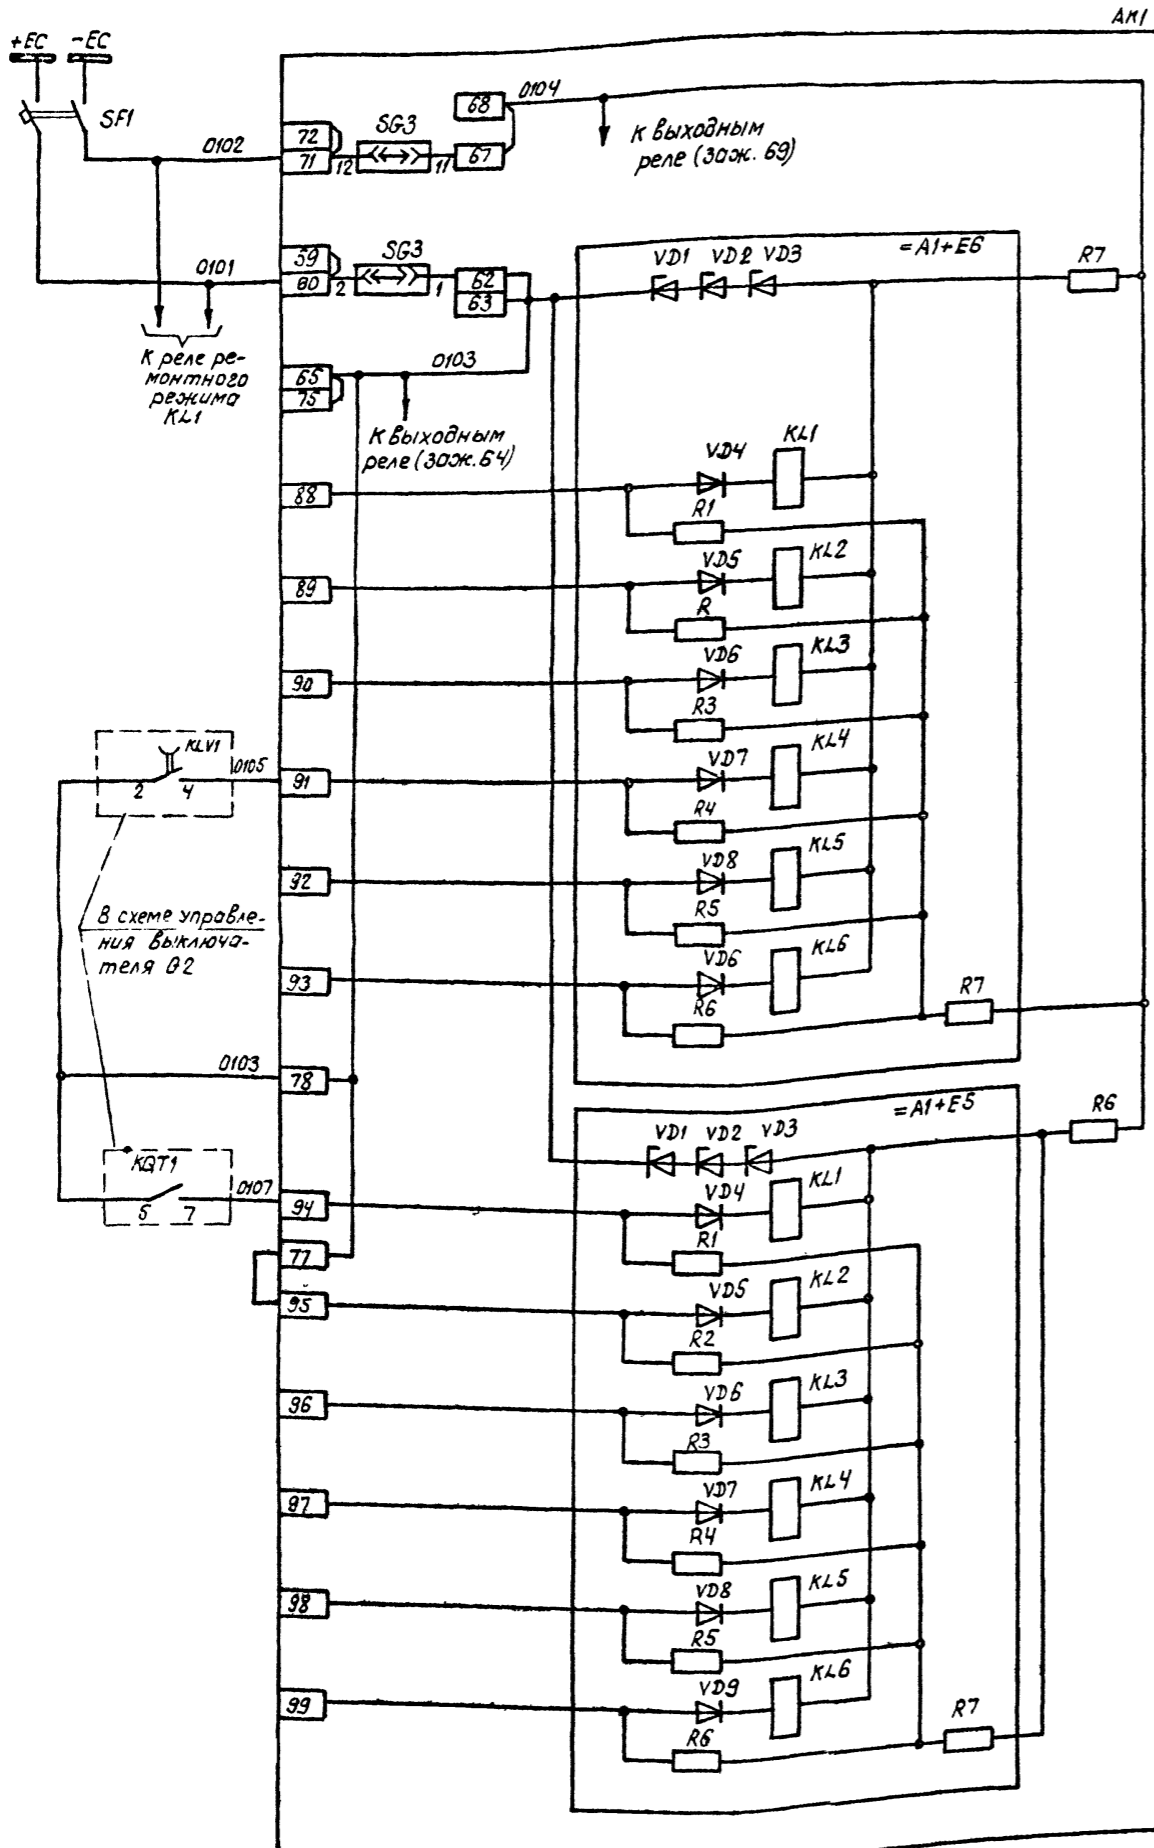 АК1
+ЕС -ЕС
SF1
0102
72
71
12
SG3
11
68
67
0104
К выходным
реле (заж. 69)
0101
59
60
2
SG3
1
62
63
К реле ре-
монтного
режима
KL1
65
75
0103
К выходным
реле (заж. 64)
=A1+E6
VD1 VD2 VD3
R7
88
VD4
KL1
R1
89
VD5
KL2
R
90
VD6
KL3
R3
KLV1
2 4
0105
91
VD7
KL4
R4
92
VD8
KL5
R5
В схеме управле-
ния выключа-
теля Q2
93
VD6
KL6
R6
R7
0103
78
=A1+E5
VD1 VD2 VD3
R6
KQT1
5 7
0107
94
VD4
KL1
R1
77
95
VD5
KL2
R2
96
VD6
KL3
R3
97
VD7
KL4
R4
98
VD8
KL5
R5
99
VD9
KL6
R6
R7